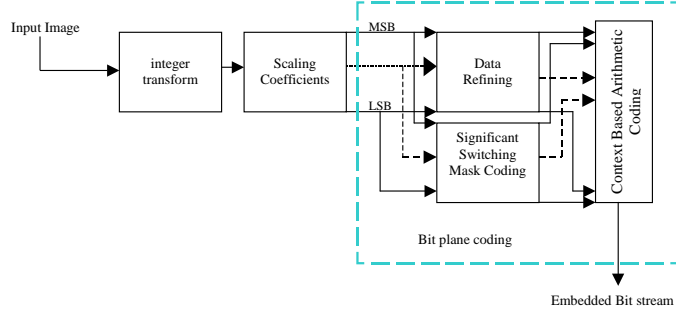 Input Image
integer
transform
Scaling
Coefficients
MSB
LSB
Data
Refining
Significant
Switching
Mask Coding
Context Based Arithmetic
Coding
Bit plane coding
Embedded Bit stream